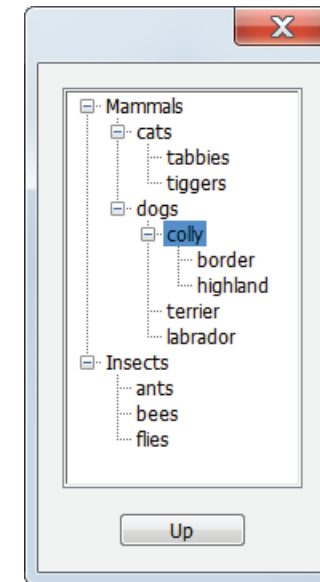 Mammals
cats
tabbies
tiggers
dogs
colly
border
highland
terrier
labrador
Insects
ants
bees
flies
Up